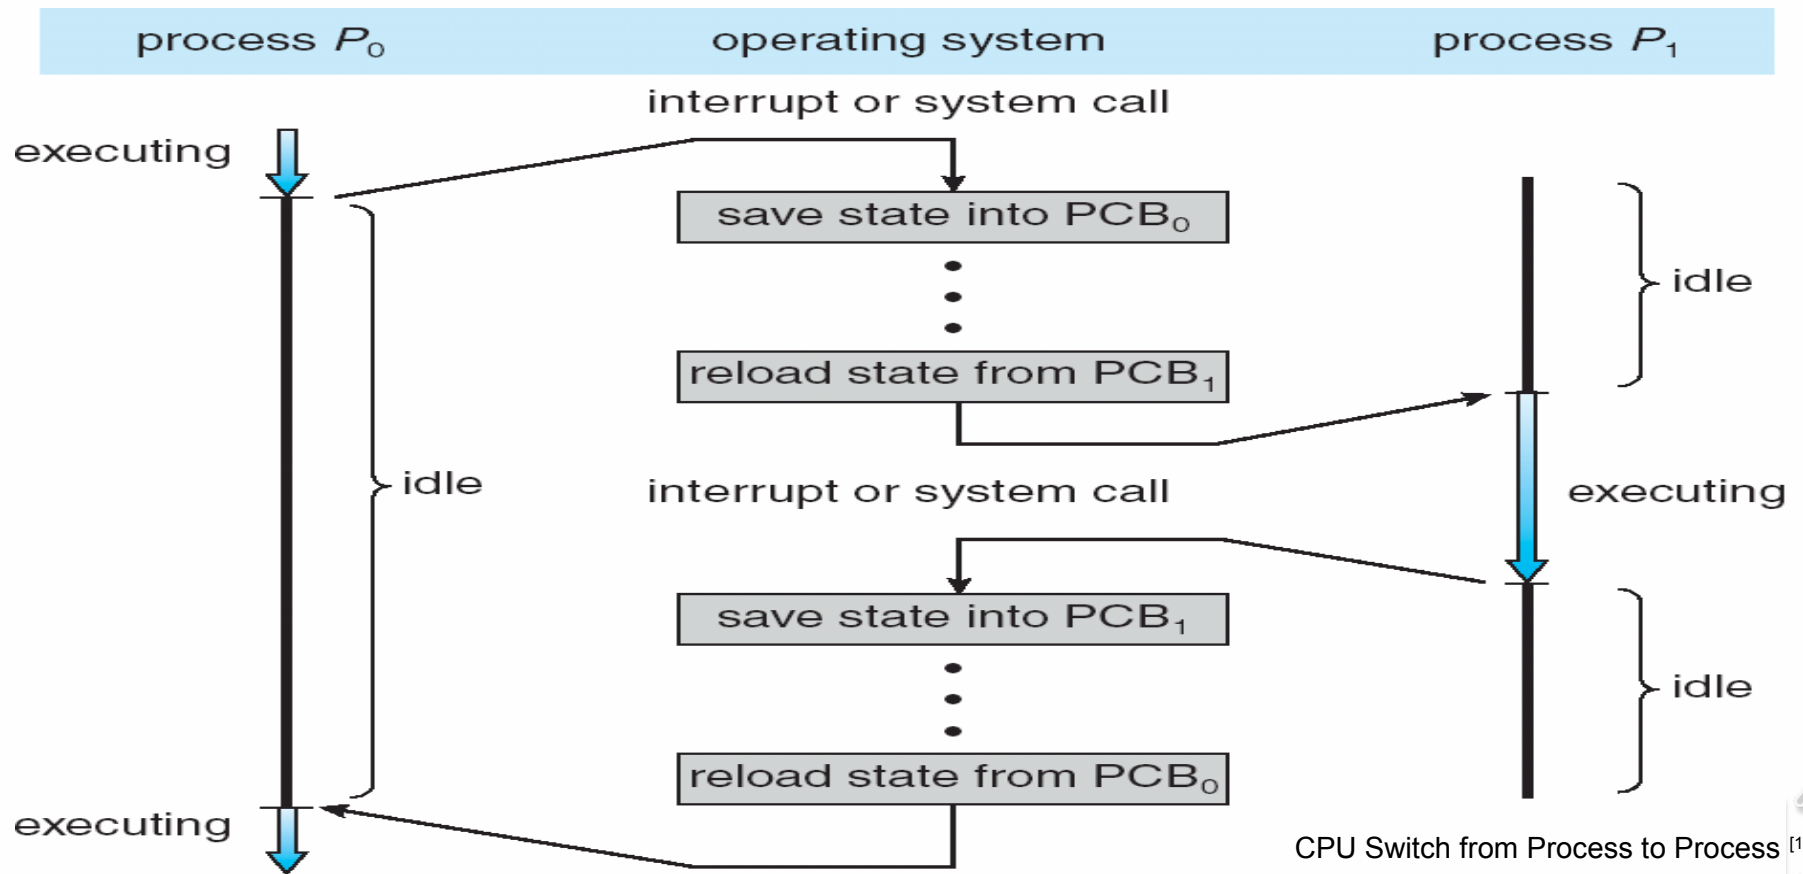 process P₀ operating system process P₁
interrupt or system call
executing
save state into PCB₀
idle
reload state from PCB₁
idle
interrupt or system call
executing
save state into PCB₁
idle
reload state from PCB₀
executing
CPU Switch from Process to Process [1